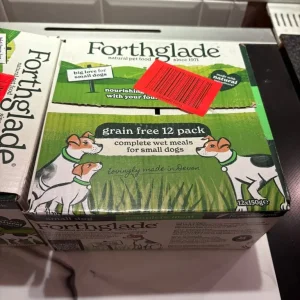 Forthglade®
natural pet food since 1971
big love for
small dogs
nourishing
with your
natural
grain free 12 pack
complete wet meals
for small dogs
lovingly made in Devon
12x150g℮
Forthglade®
Forthglade